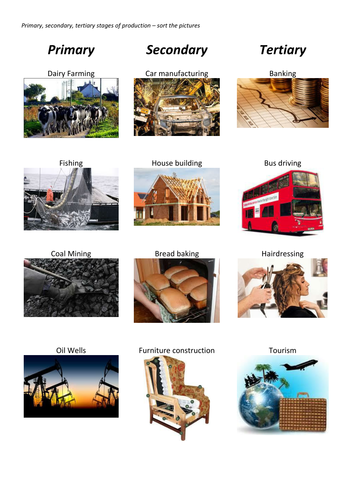 Primary, secondary, tertiary stages of production – sort the pictures
Primary Secondary Tertiary
Dairy Farming Car manufacturing Banking
Fishing House building Bus driving
Coal Mining Bread baking Hairdressing
Oil Wells Furniture construction Tourism